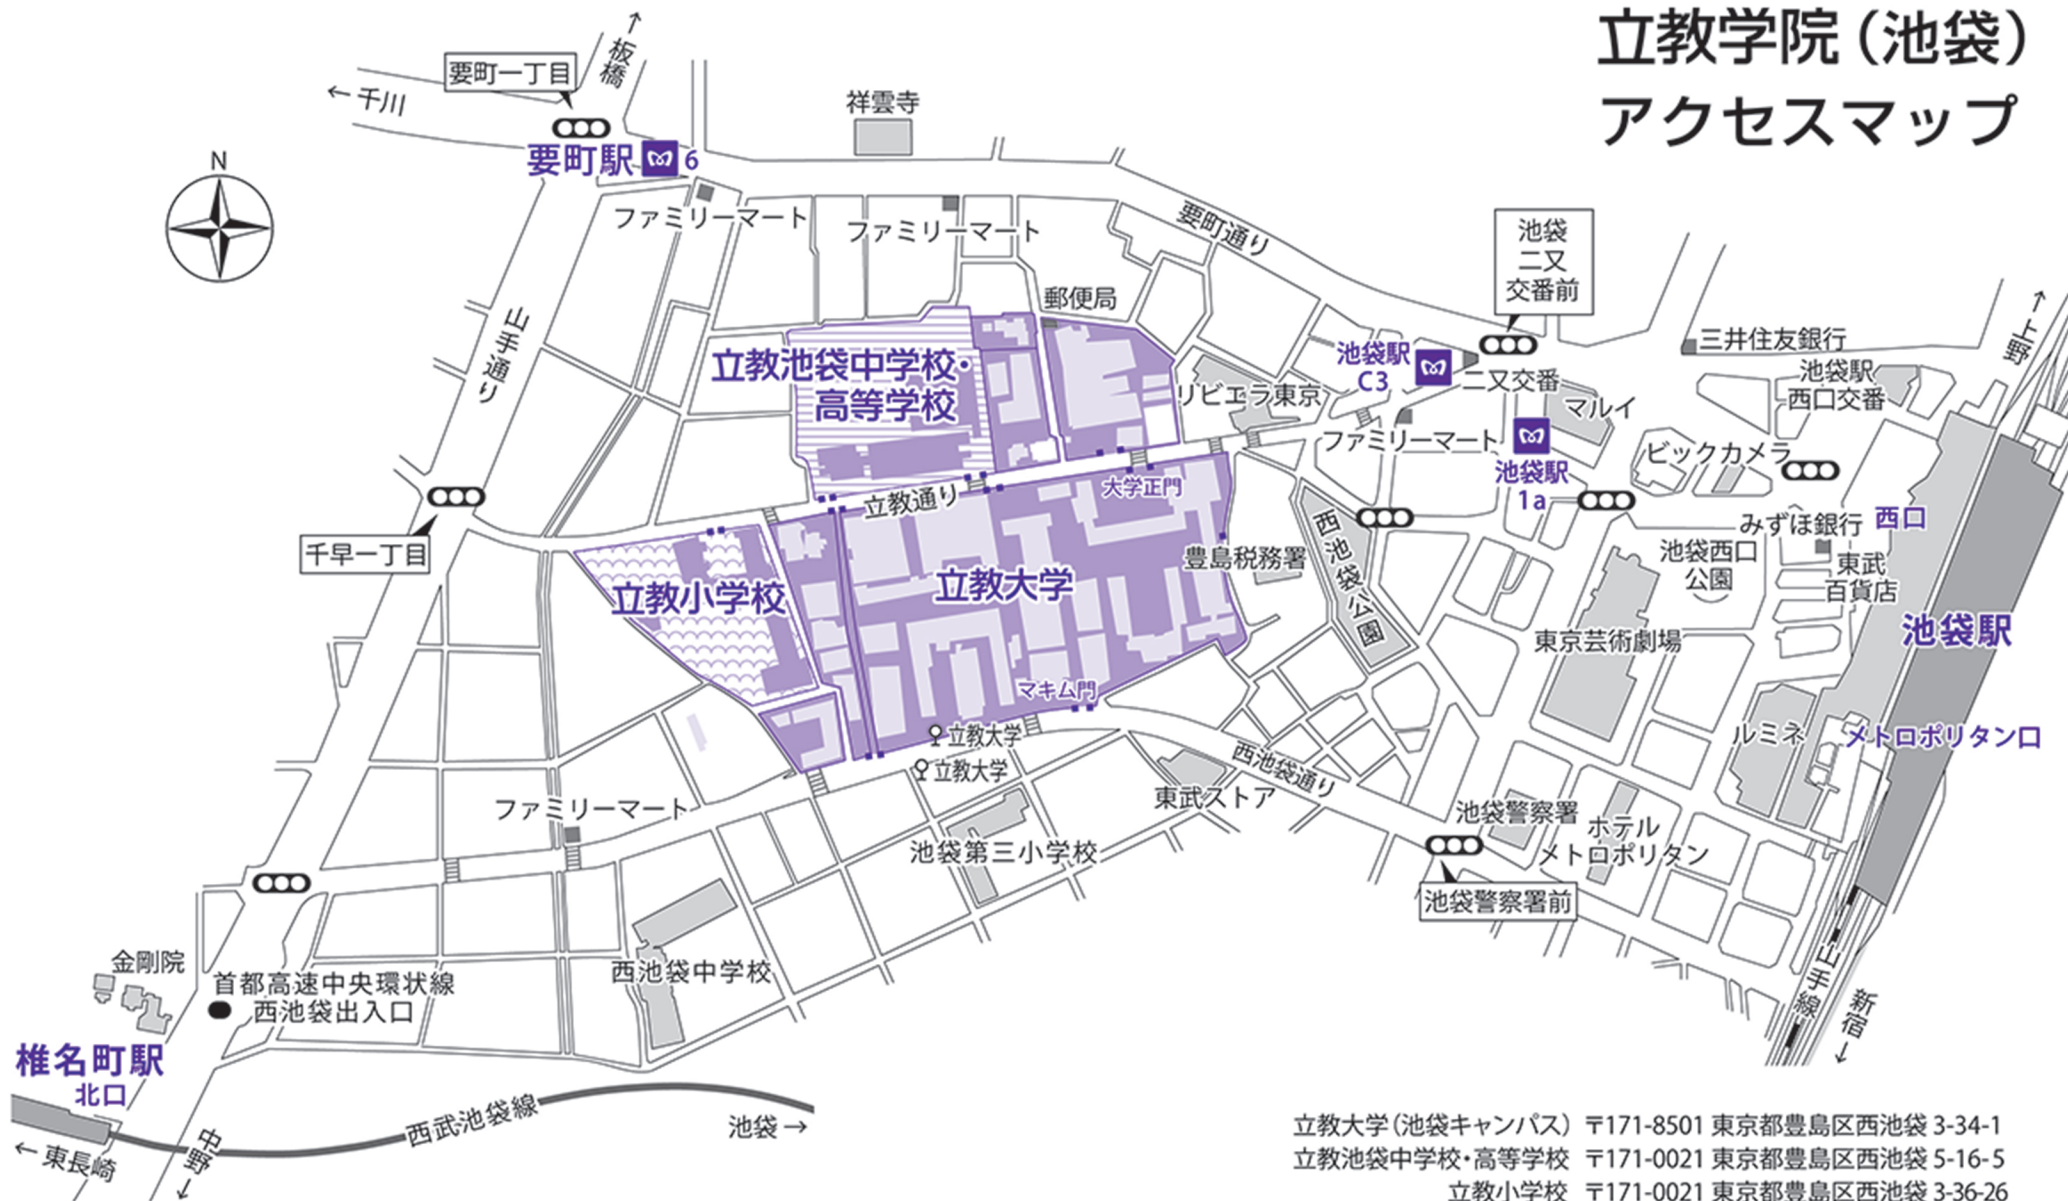 立教学院（池袋）
アクセスマップ
↑板橋
要町一丁目
← 千川
祥雲寺
要町駅 6
N
ファミリーマート
ファミリーマート
要町通り
池袋
二又
交番前
↑上野
郵便局
山手通り
三井住友銀行
立教池袋中学校・
高等学校
池袋駅
C3
二又交番
池袋駅
西口交番
リビエラ東京
マルイ
ファミリーマート
ビックカメラ
池袋駅
1a
立教通り
大学正門
千早一丁目
西池袋公園
みずほ銀行
西口
豊島税務署
池袋西口
公園
東武
百貨店
立教小学校
立教大学
東京芸術劇場
池袋駅
マキム門
立教大学
立教大学
ルミネ
メトロポリタン口
西池袋通り
東武ストア
ファミリーマート
池袋警察署
ホテル
メトロポリタン
池袋第三小学校
池袋警察署前
金剛院
首都高速中央環状線
西池袋出入口
西池袋中学校
山手線
新宿↓
椎名町駅
北口
西武池袋線
池袋 →
← 東長崎
中野↓
立教大学（池袋キャンパス） 〒171-8501 東京都豊島区西池袋 3-34-1
立教池袋中学校・高等学校 〒171-0021 東京都豊島区西池袋 5-16-5
立教小学校 〒171-0021 東京都豊島区西池袋 3-36-26